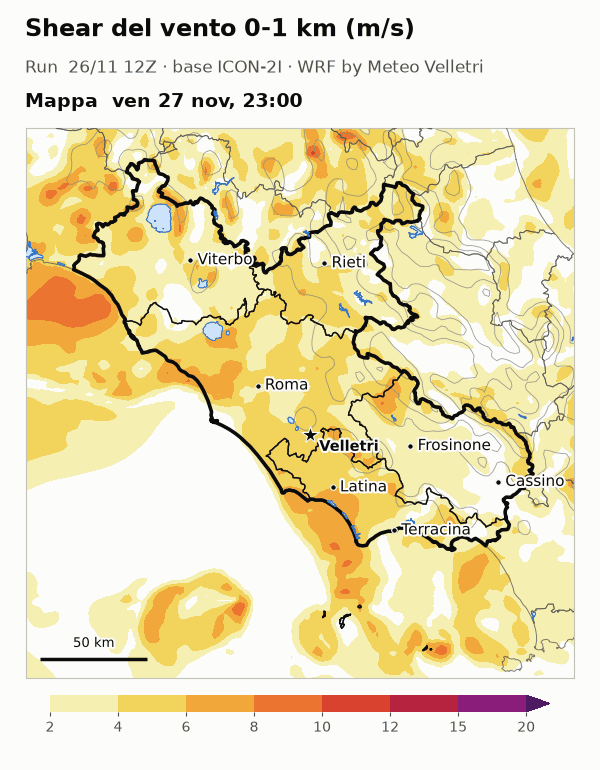 Shear del vento 0-1 km (m/s)
Run  26/11 12Z · base ICON-2I · WRF by Meteo Velletri
Mappa  ven 27 nov, 23:00
Viterbo
Rieti
Roma
Velletri
Frosinone
Latina
Cassino
Terracina
50 km
2 4 6 8 10 12 15 20